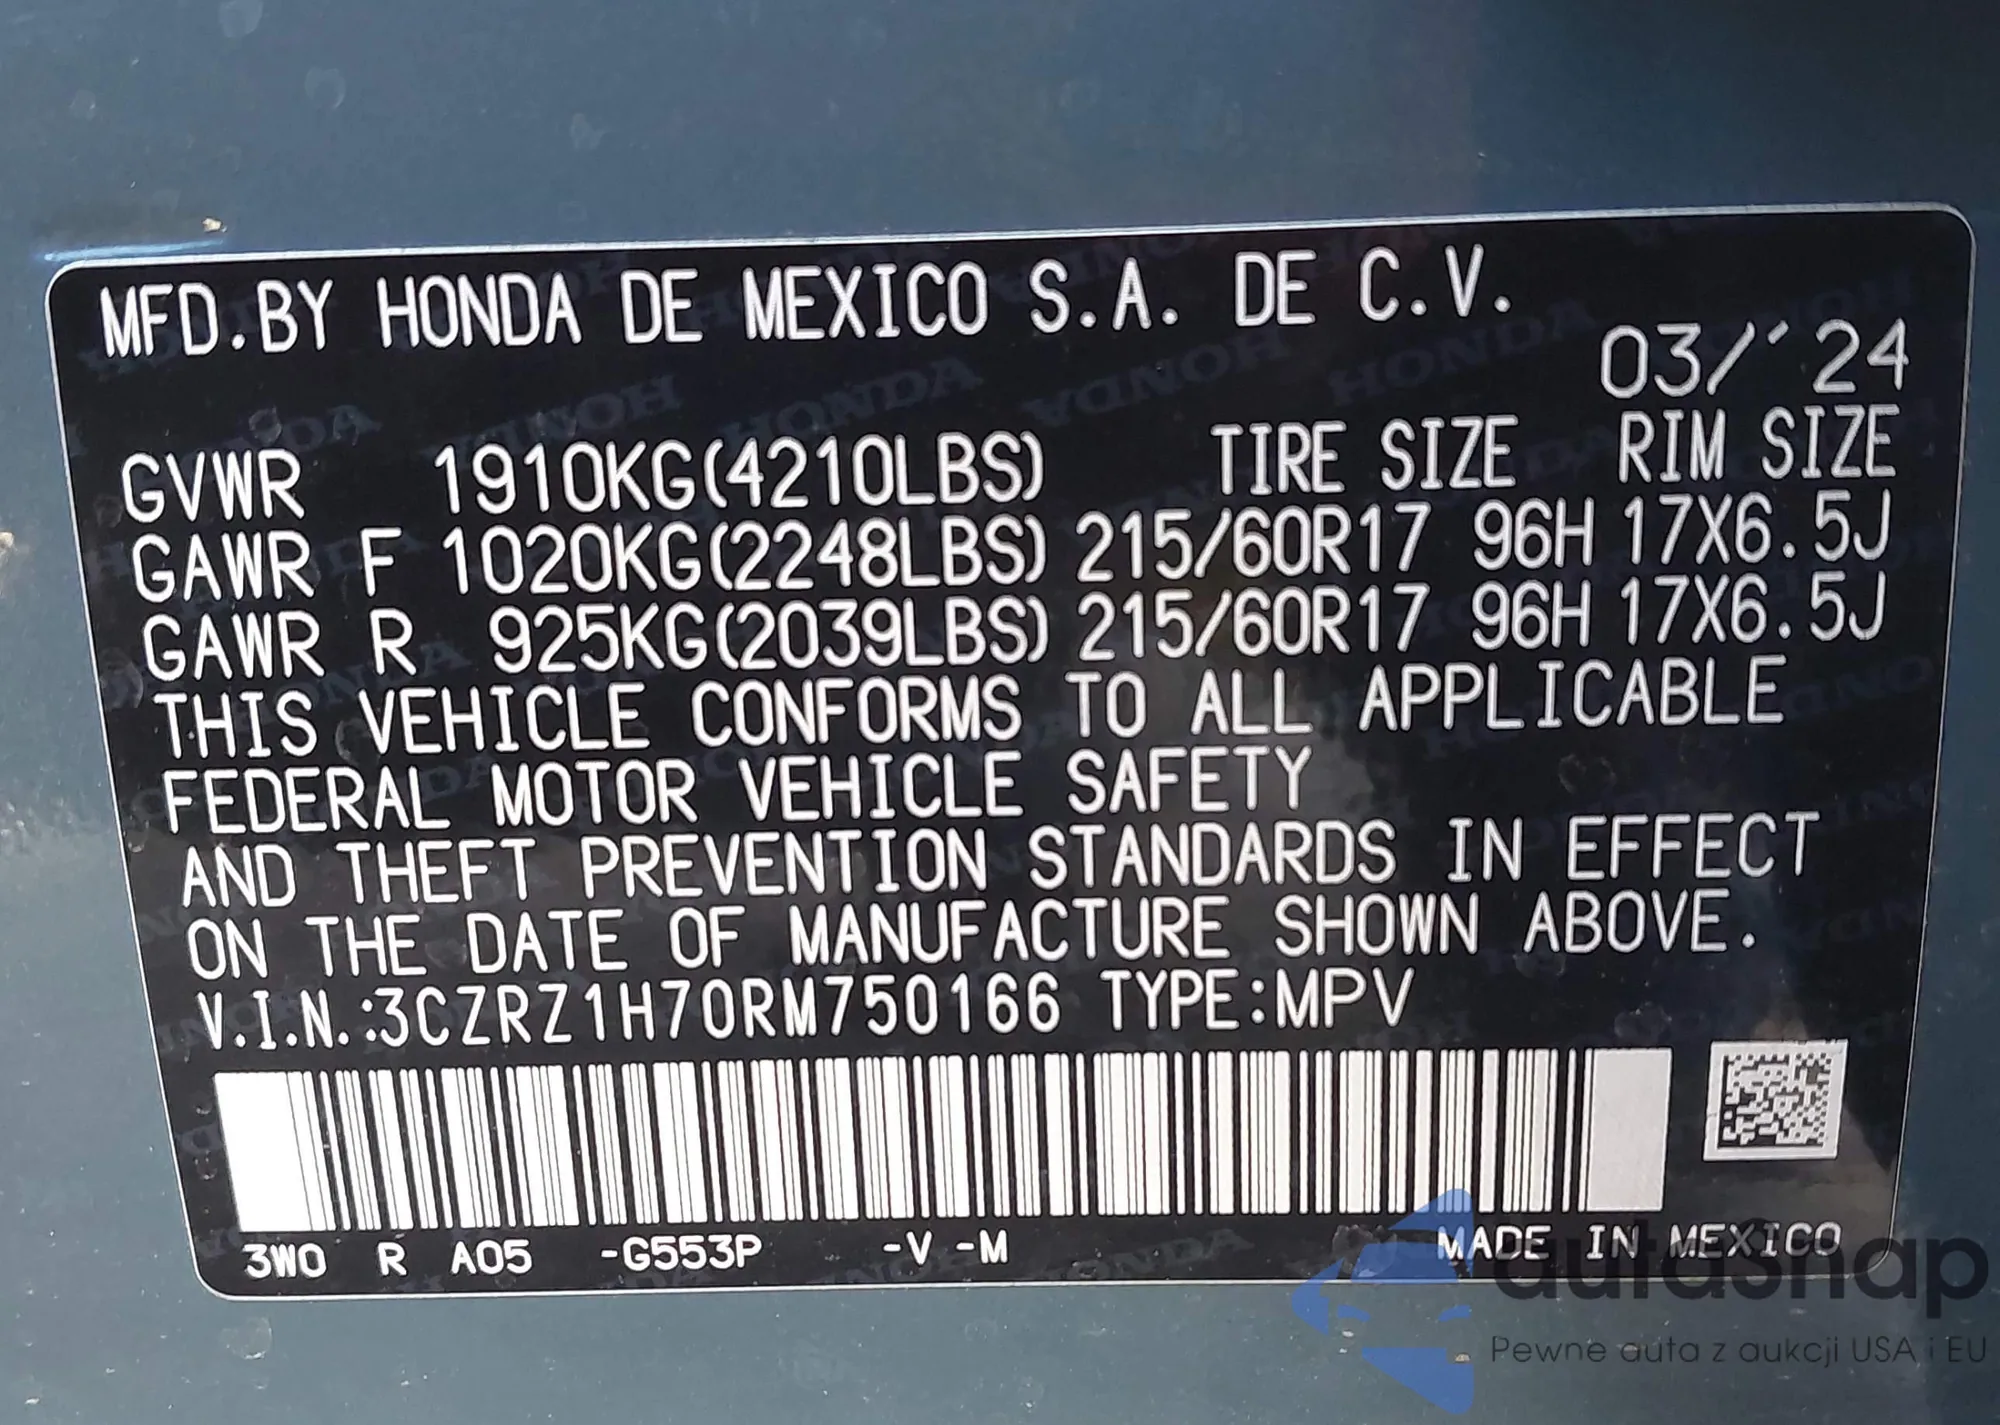 MFD.BY HONDA DE MEXICO S.A. DE C.V.
03/'24
GVWR 1910KG(4210LBS) TIRE SIZE RIM SIZE
GAWR F 1020KG(2248LBS) 215/60R17 96H 17X6.5J
GAWR R 925KG(2039LBS) 215/60R17 96H 17X6.5J
THIS VEHICLE CONFORMS TO ALL APPLICABLE
FEDERAL MOTOR VEHICLE SAFETY
AND THEFT PREVENTION STANDARDS IN EFFECT
ON THE DATE OF MANUFACTURE SHOWN ABOVE.
V.I.N.:3CZRZ1H70RM750166 TYPE:MPV
3W0 R A05 -G553P -V -M MADE IN MEXICO
autaSnap
Pewne auta z aukcji USA i EU